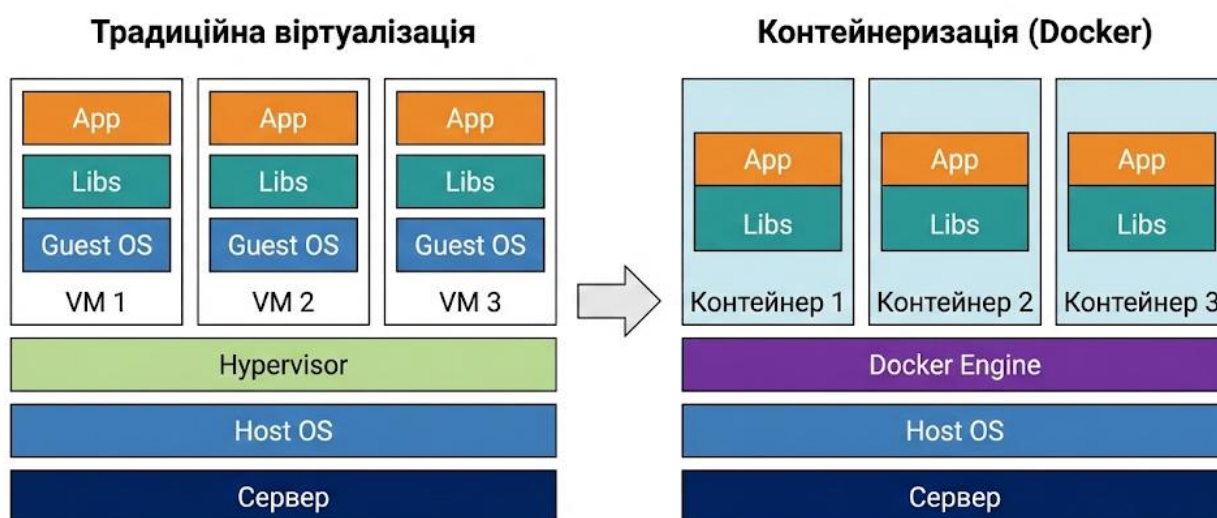 Традиційна віртуалізація
App
Libs
Guest OS
VM 1
App
Libs
Guest OS
VM 2
App
Libs
Guest OS
VM 3
Hypervisor
Host OS
Сервер
Контейнеризація (Docker)
App
Libs
Контейнер 1
App
Libs
Контейнер 2
App
Libs
Контейнер 3
Docker Engine
Host OS
Сервер